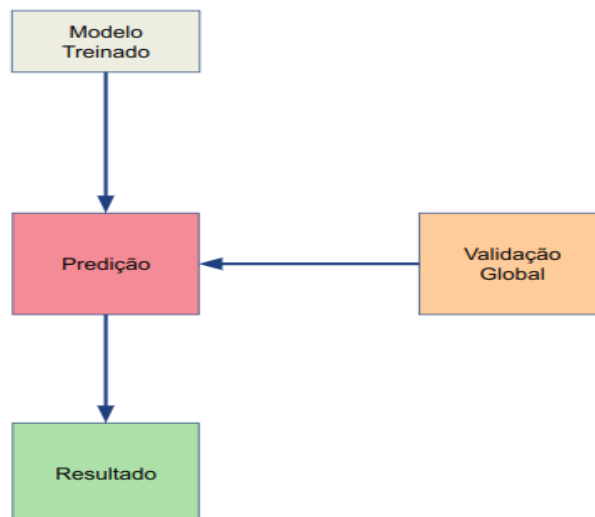 Modelo
Treinado
Predição
Validação
Global
Resultado